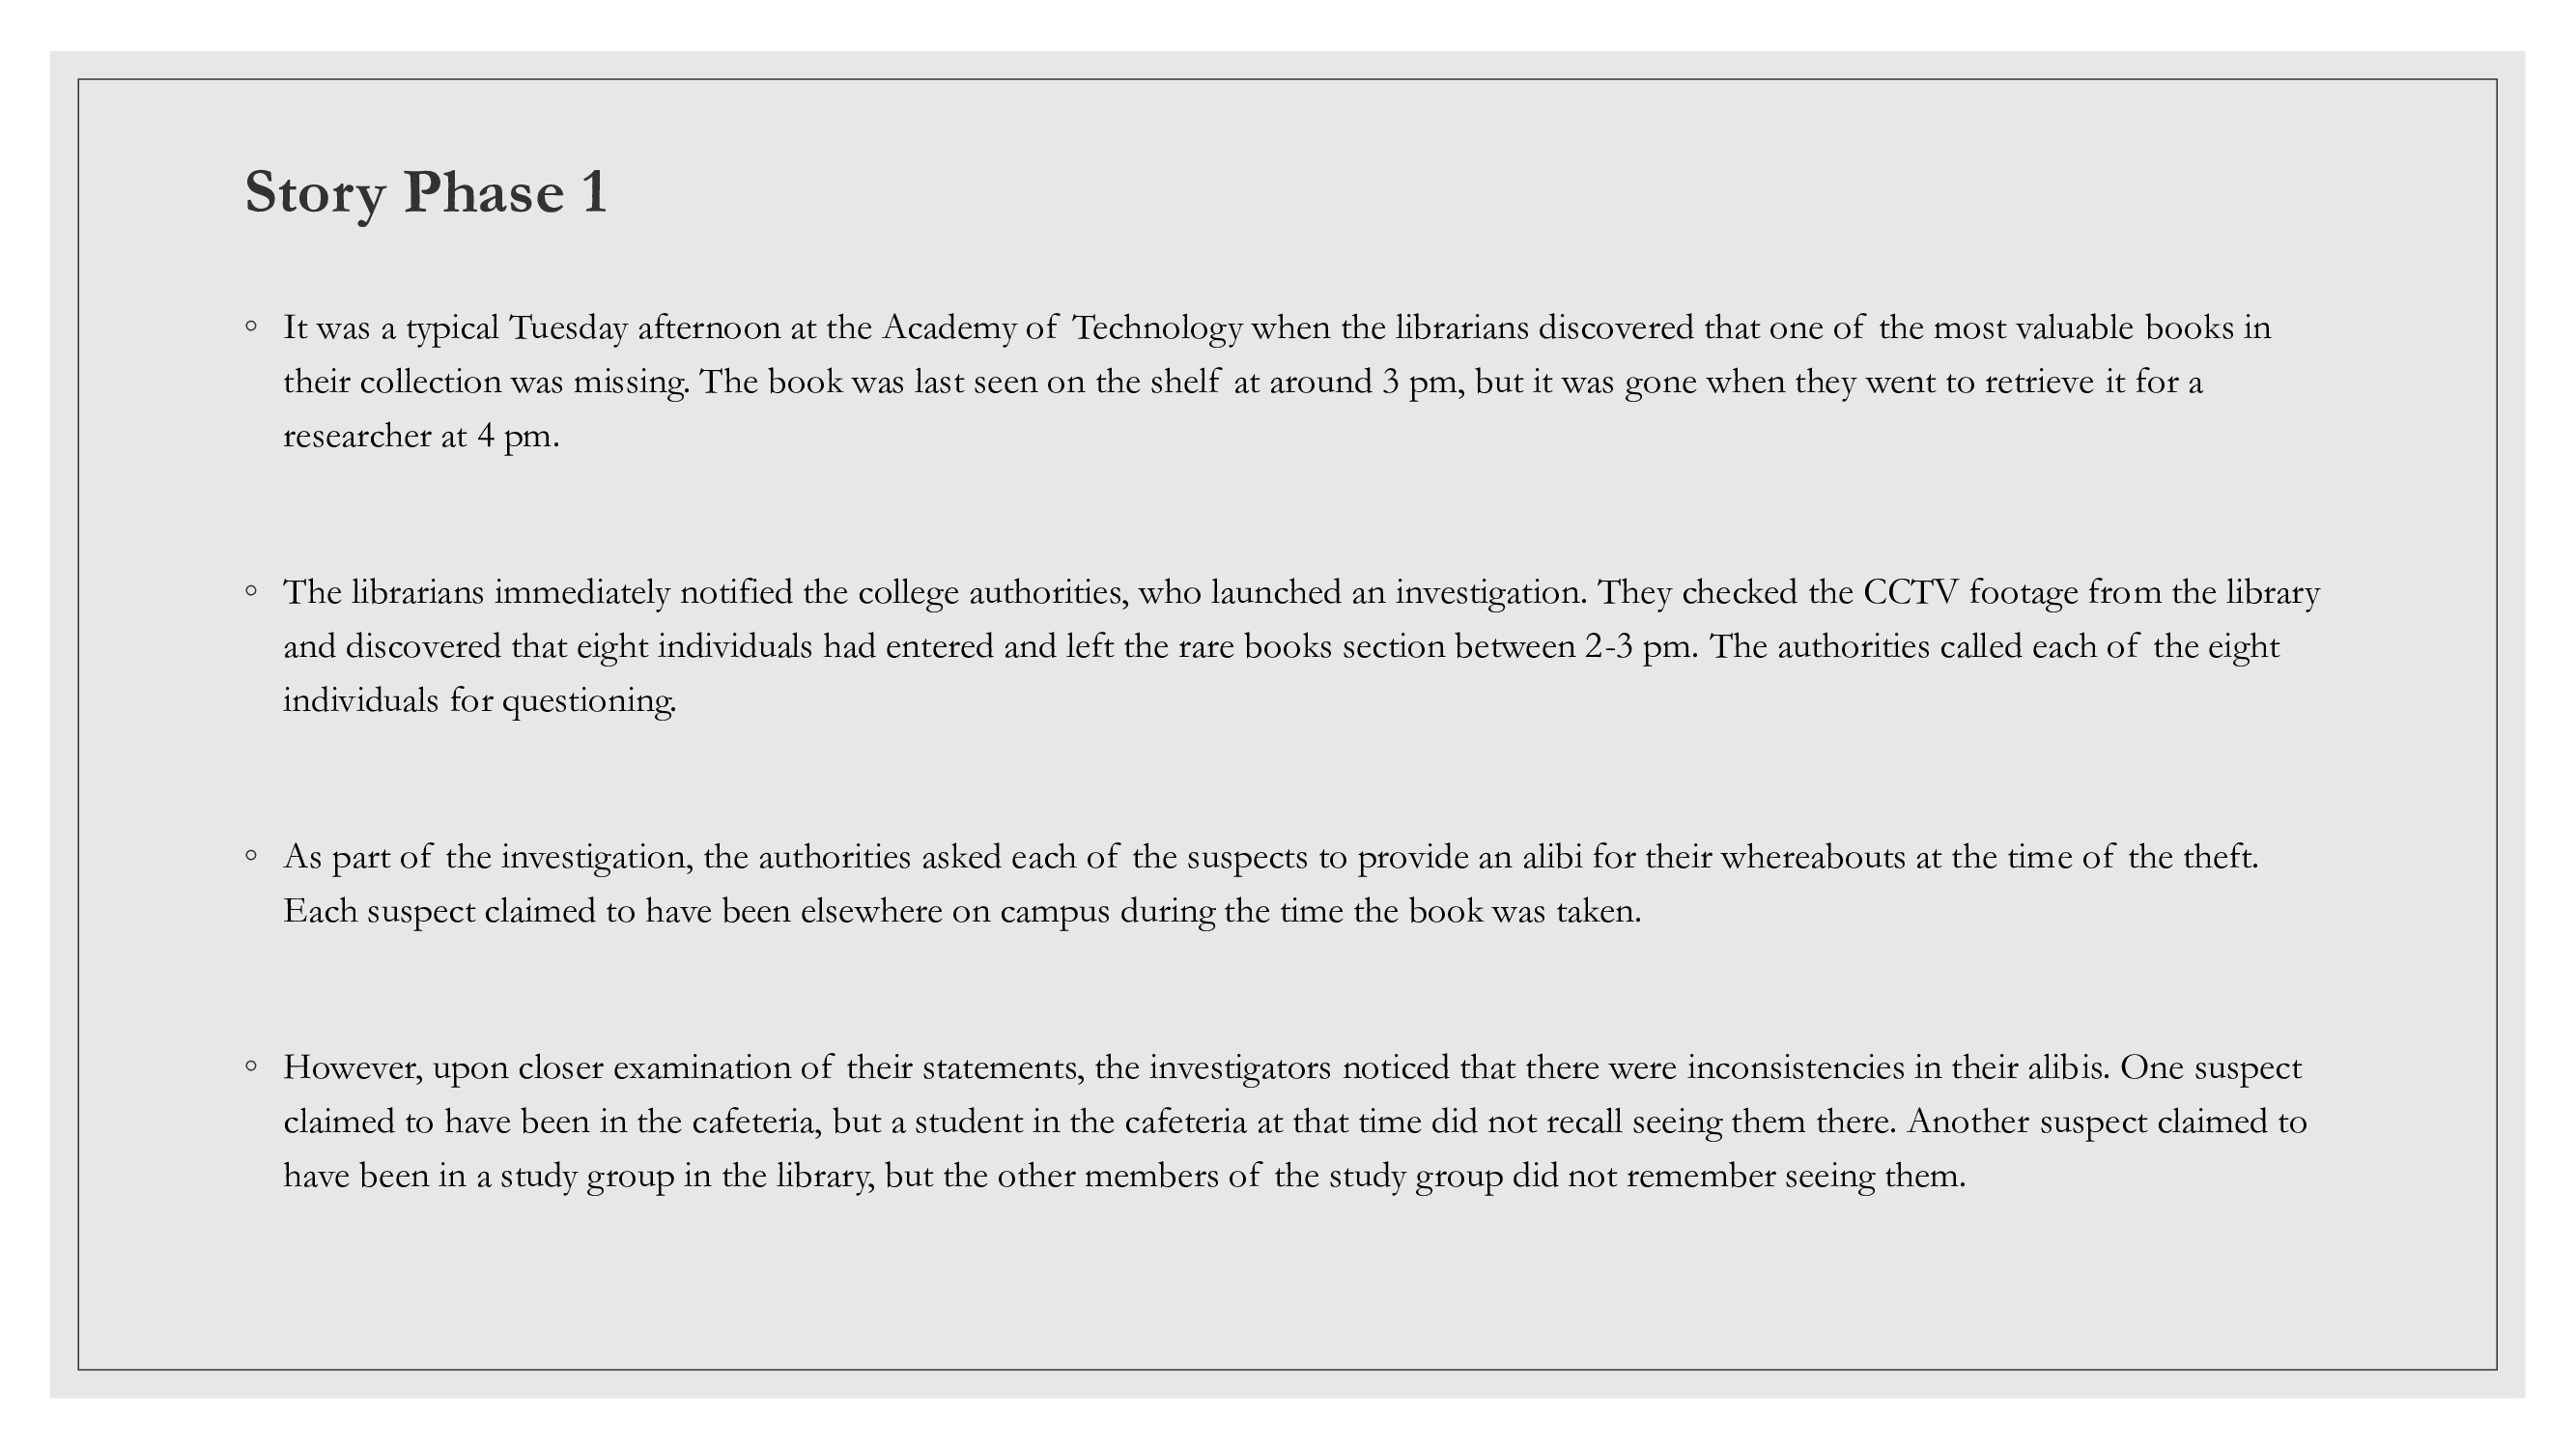 Story Phase 1
◦ It was a typical Tuesday afternoon at the Academy of Technology when the librarians discovered that one of the most valuable books in
their collection was missing. The book was last seen on the shelf at around 3 pm, but it was gone when they went to retrieve it for a
researcher at 4 pm.
◦ The librarians immediately notified the college authorities, who launched an investigation. They checked the CCTV footage from the library
and discovered that eight individuals had entered and left the rare books section between 2-3 pm. The authorities called each of the eight
individuals for questioning.
◦ As part of the investigation, the authorities asked each of the suspects to provide an alibi for their whereabouts at the time of the theft.
Each suspect claimed to have been elsewhere on campus during the time the book was taken.
◦ However, upon closer examination of their statements, the investigators noticed that there were inconsistencies in their alibis. One suspect
claimed to have been in the cafeteria, but a student in the cafeteria at that time did not recall seeing them there. Another suspect claimed to
have been in a study group in the library, but the other members of the study group did not remember seeing them.